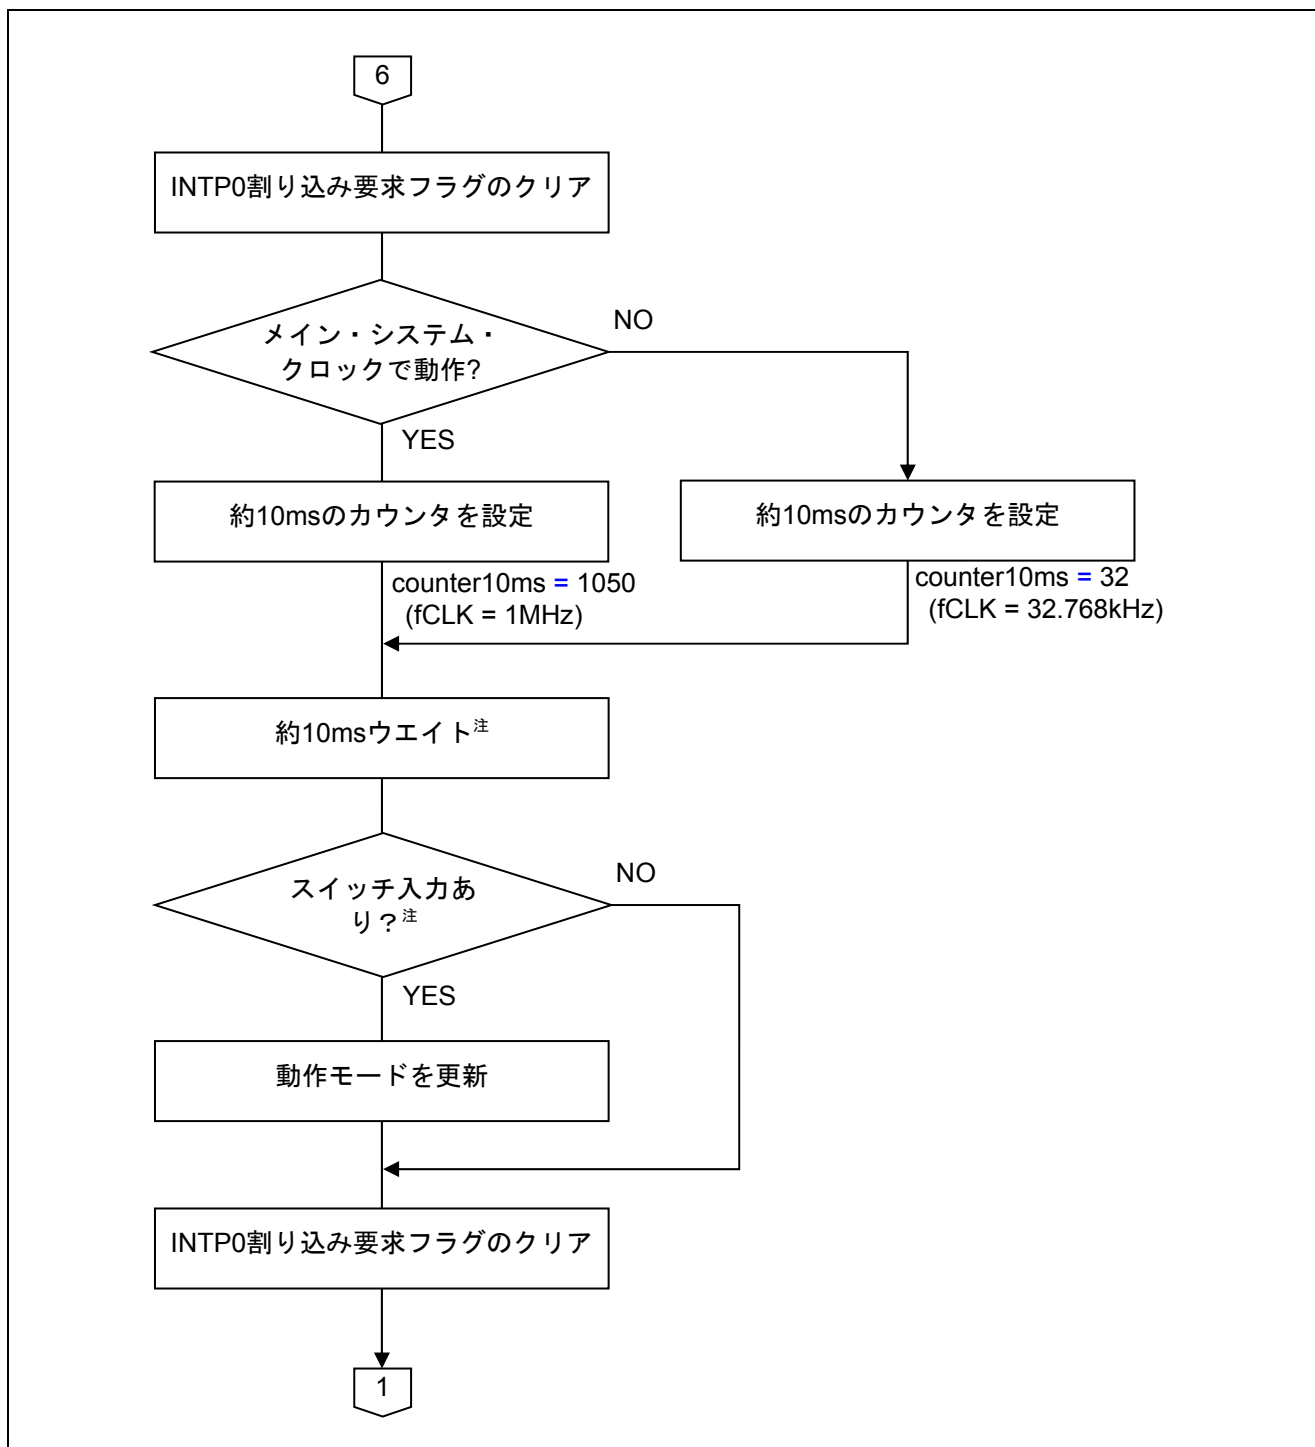 6
INTP0割り込み要求フラグのクリア
メイン・システム・
クロックで動作?
NO
YES
約10msのカウンタを設定
約10msのカウンタを設定
counter10ms = 1050
(fCLK = 1MHz)
counter10ms = 32
(fCLK = 32.768kHz)
約10msウエイト注
スイッチ入力あ
り？注
NO
YES
動作モードを更新
INTP0割り込み要求フラグのクリア
1